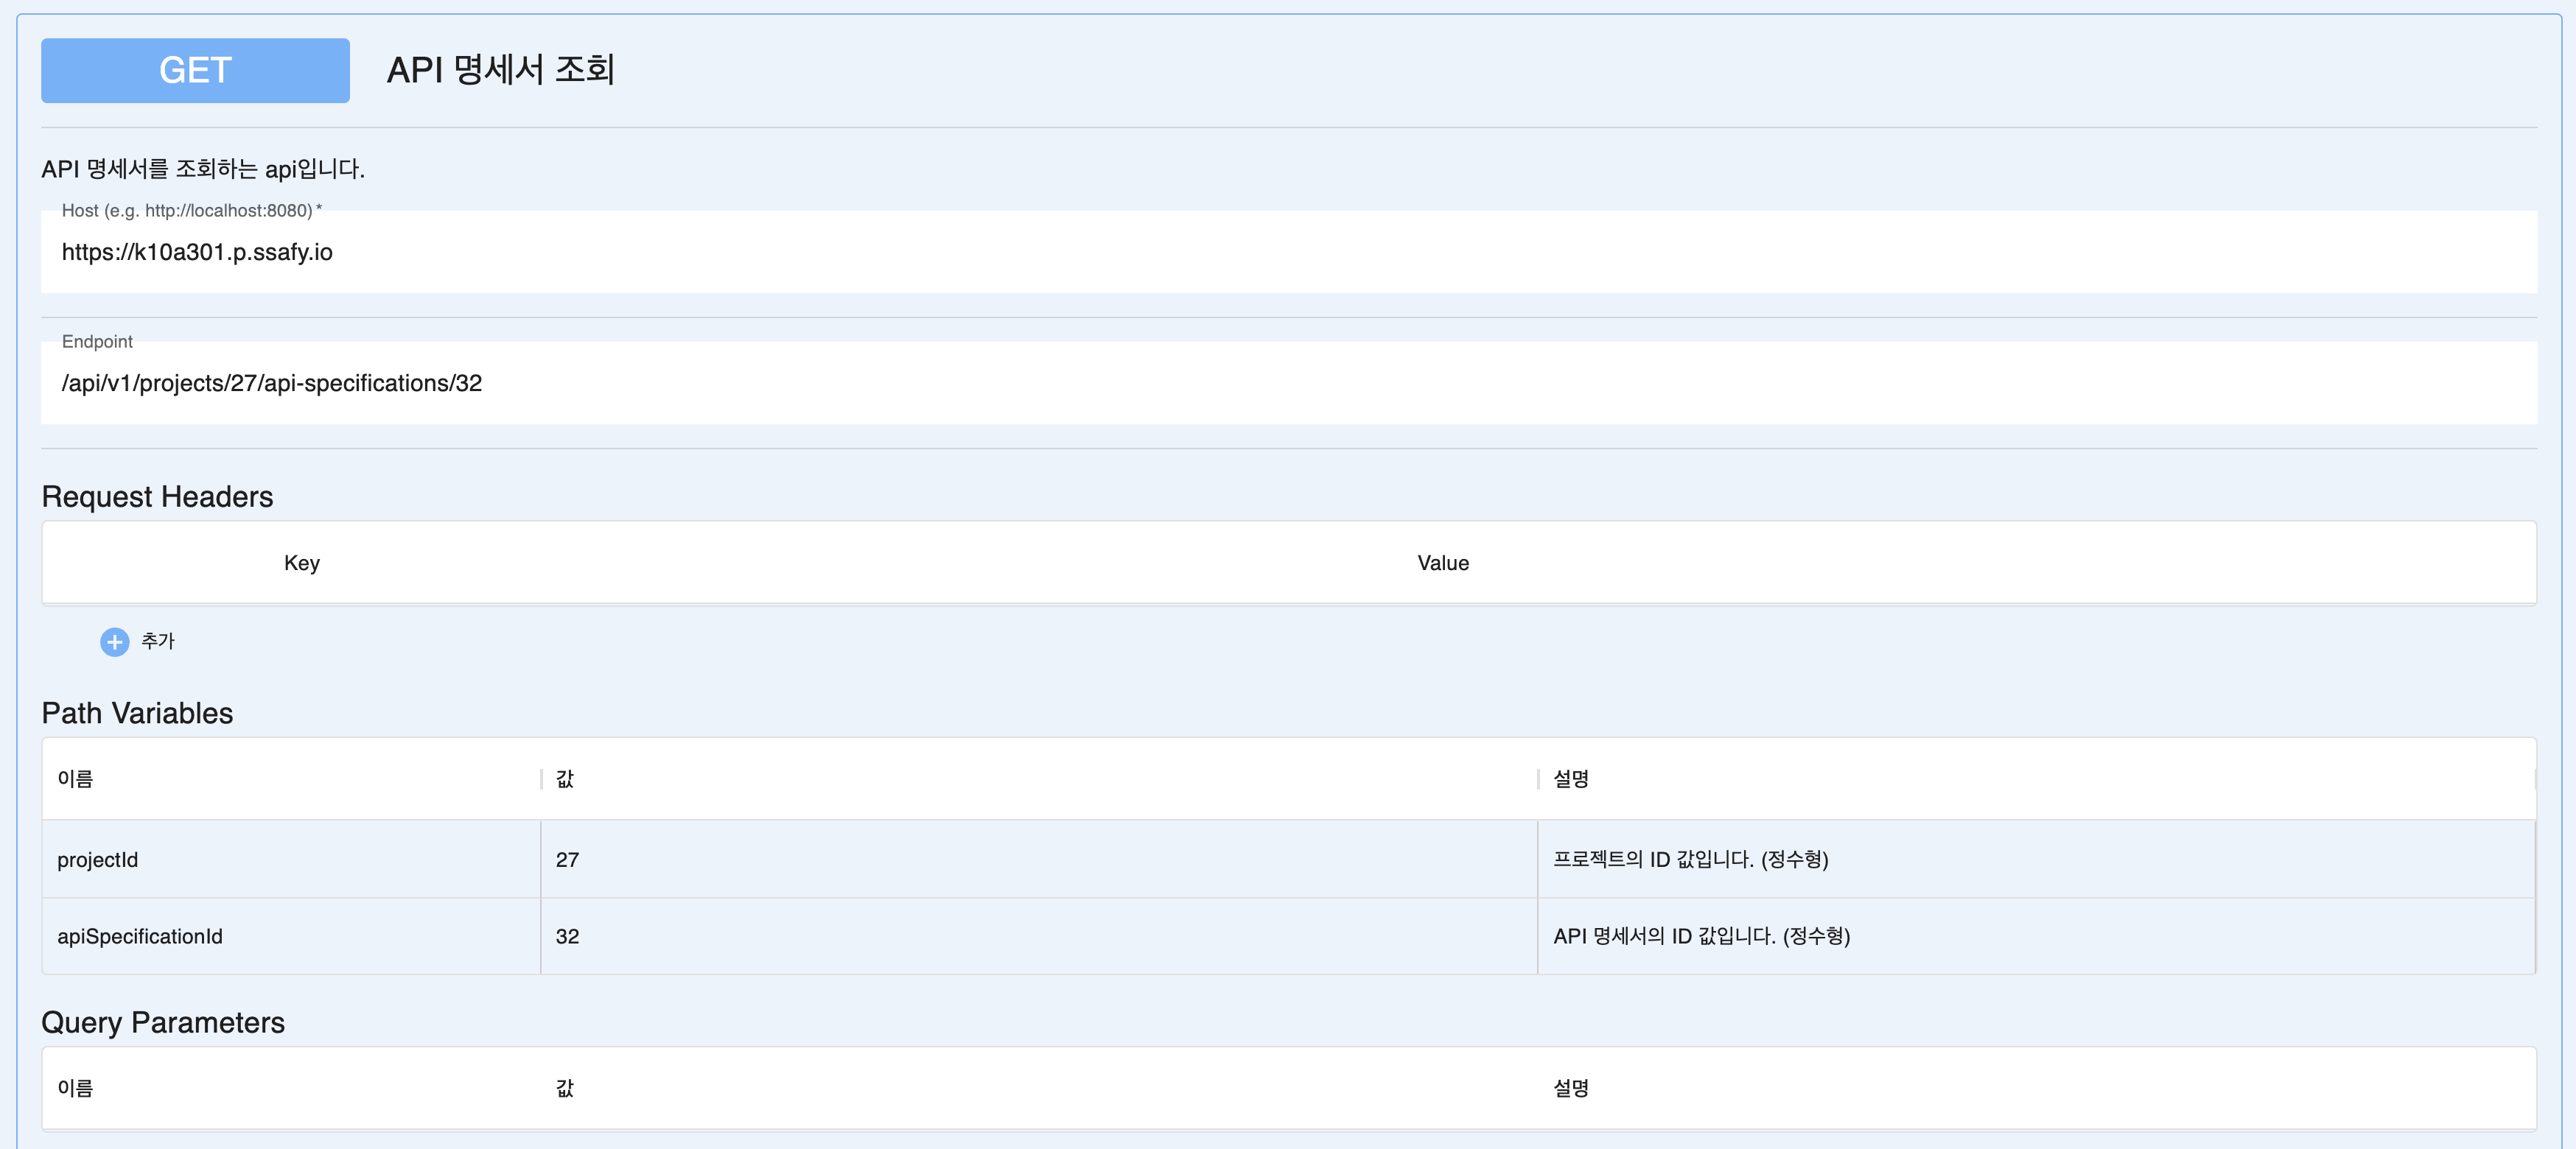 GET API 명세서 조회
API 명세서를 조회하는 api입니다.
Host (e.g. http://localhost:8080) *
https://k10a301.p.ssafy.io
Endpoint
/api/v1/projects/27/api-specifications/32
Request Headers
Key Value
추가
Path Variables
이름 값 설명
projectId 27 프로젝트의 ID 값입니다. (정수형)
apiSpecificationId 32 API 명세서의 ID 값입니다. (정수형)
Query Parameters
이름 값 설명